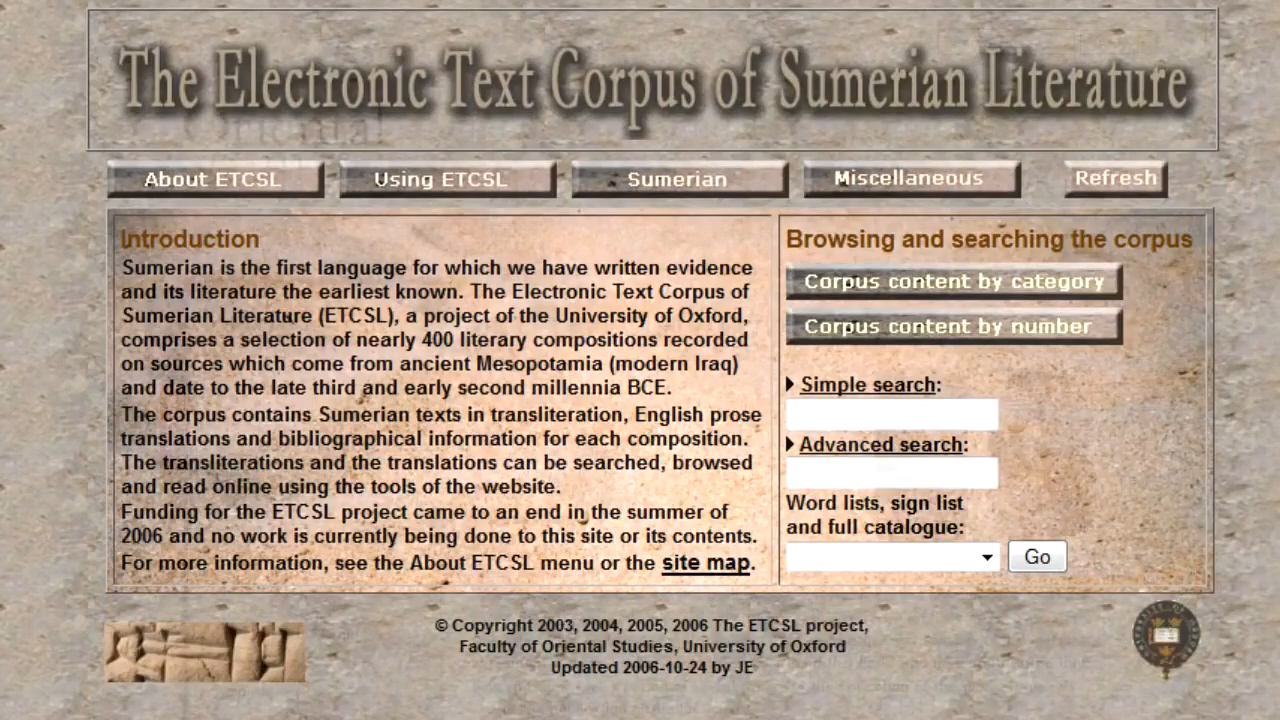 The Electronic Text Corpus of Sumerian Literature
About ETCSL
Using ETCSL
Sumerian
Miscellaneous
Refresh
Introduction
Sumerian is the first language for which we have written evidence
and its literature the earliest known. The Electronic Text Corpus of
Sumerian Literature (ETCSL), a project of the University of Oxford,
comprises a selection of nearly 400 literary compositions recorded
on sources which come from ancient Mesopotamia (modern Iraq)
and date to the late third and early second millennia BCE.
The corpus contains Sumerian texts in transliteration, English prose
translations and bibliographical information for each composition.
The transliterations and the translations can be searched, browsed
and read online using the tools of the website.
Funding for the ETCSL project came to an end in the summer of
2006 and no work is currently being done to this site or its contents.
For more information, see the About ETCSL menu or the site map.
Browsing and searching the corpus
Corpus content by category
Corpus content by number
Simple search:
Advanced search:
Word lists, sign list
and full catalogue:
Go
© Copyright 2003, 2004, 2005, 2006 The ETCSL project,
Faculty of Oriental Studies, University of Oxford
Updated 2006-10-24 by JE